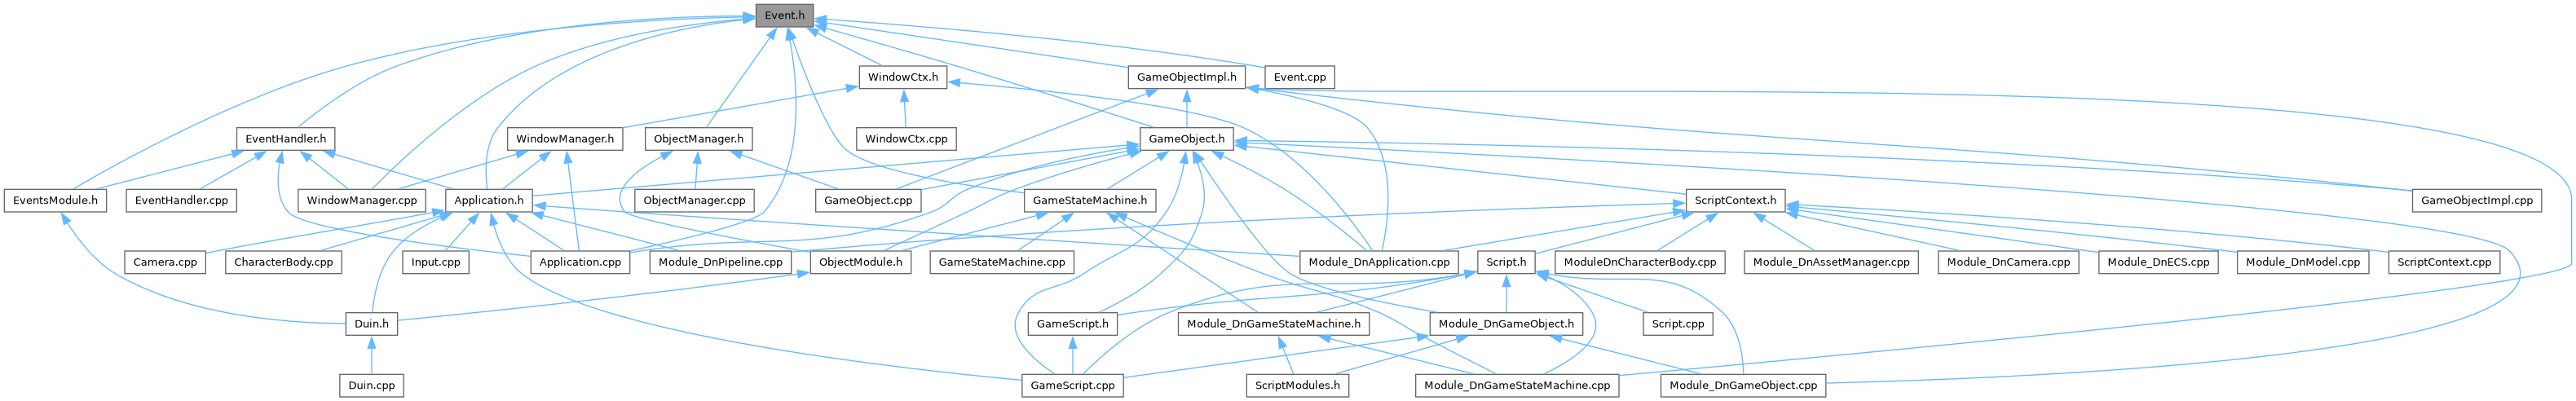 Event.h
WindowCtx.h
GameObjectImpl.h
Event.cpp
EventHandler.h
WindowManager.h
ObjectManager.h
WindowCtx.cpp
GameObject.h
EventsModule.h
EventHandler.cpp
WindowManager.cpp
Application.h
ObjectManager.cpp
GameObject.cpp
GameStateMachine.h
ScriptContext.h
GameObjectImpl.cpp
Camera.cpp
CharacterBody.cpp
Input.cpp
Application.cpp
Module_DnPipeline.cpp
ObjectModule.h
GameStateMachine.cpp
Module_DnApplication.cpp
Script.h
ModuleDnCharacterBody.cpp
Module_DnAssetManager.cpp
Module_DnCamera.cpp
Module_DnECS.cpp
Module_DnModel.cpp
ScriptContext.cpp
Duin.h
GameScript.h
Module_DnGameStateMachine.h
Module_DnGameObject.h
Script.cpp
Duin.cpp
GameScript.cpp
ScriptModules.h
Module_DnGameStateMachine.cpp
Module_DnGameObject.cpp